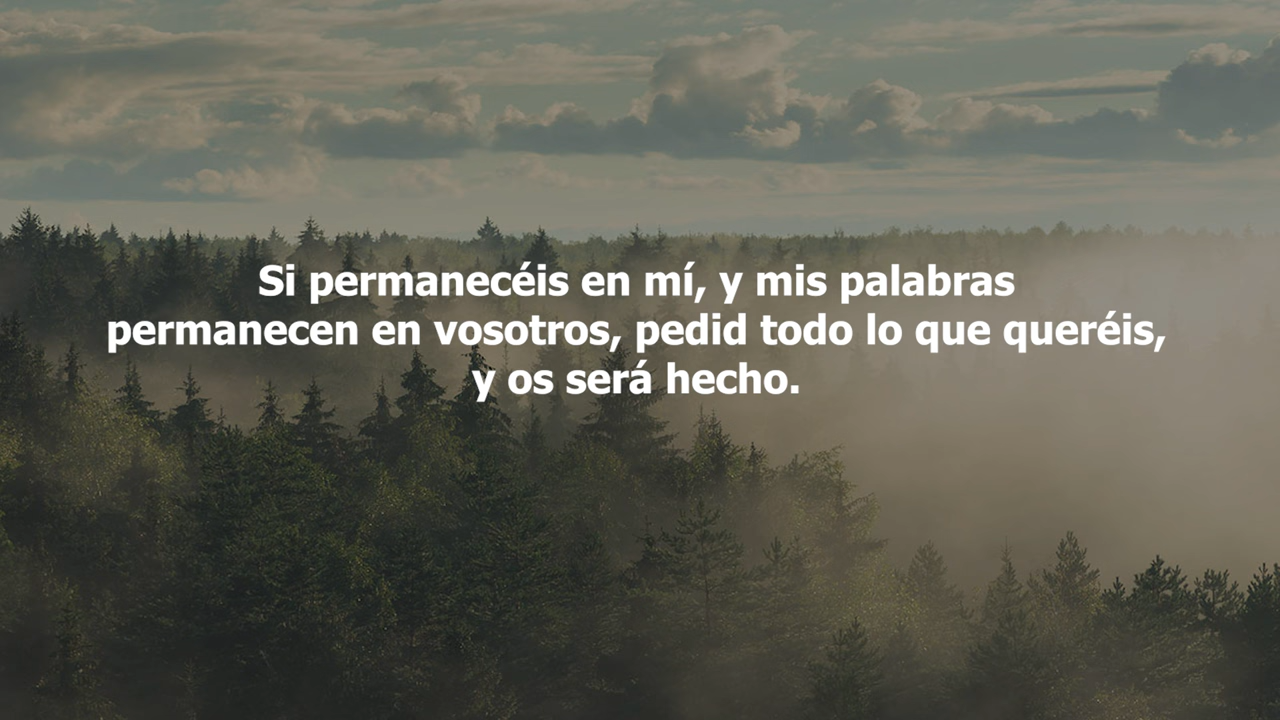 Si permanecéis en mí, y mis palabras
permanecen en vosotros, pedid todo lo que queréis,
y os será hecho.